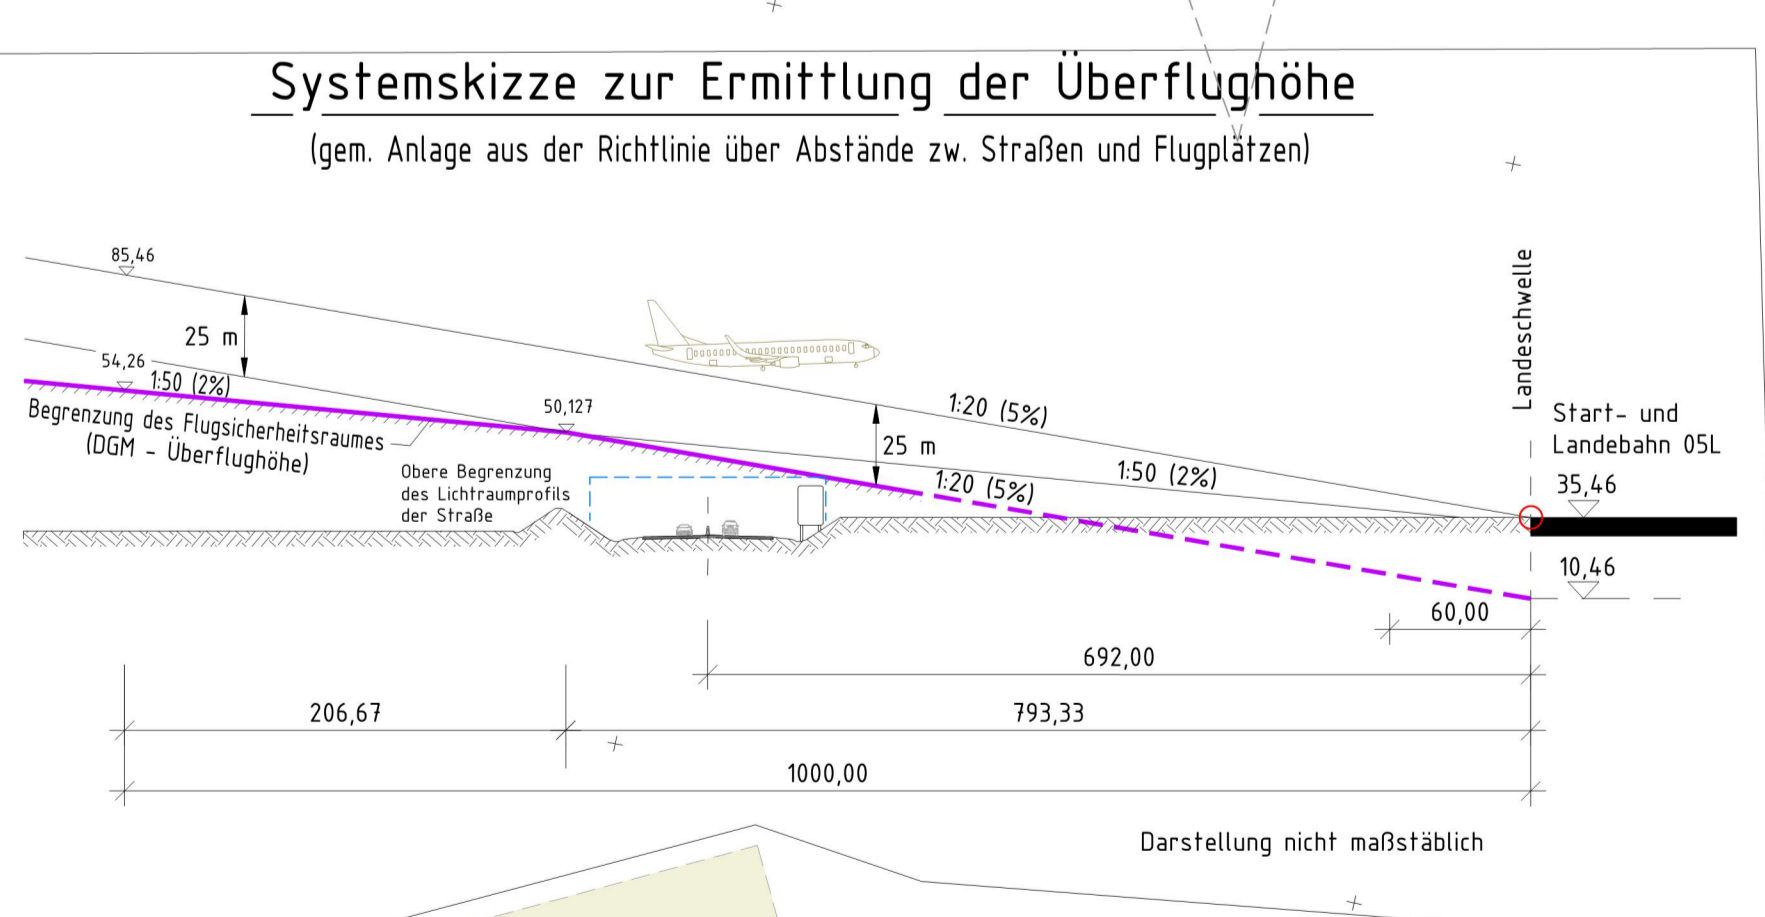 Systemskizze zur Ermittlung der Überflughöhe
(gem. Anlage aus der Richtlinie über Abstände zw. Straßen und Flugplätzen)
85,46
25 m
54,26
1:50 (2%)
Begrenzung des Flugsicherheitsraumes
(DGM - Überflughöhe)
50,127
Obere Begrenzung
des Lichtraumprofils
der Straße
1:20 (5%)
25 m
1:50 (2%)
1:20 (5%)
Landeschwelle
Start- und
Landebahn 05L
35,46
10,46
60,00
692,00
206,67
793,33
1000,00
Darstellung nicht maßstäblich